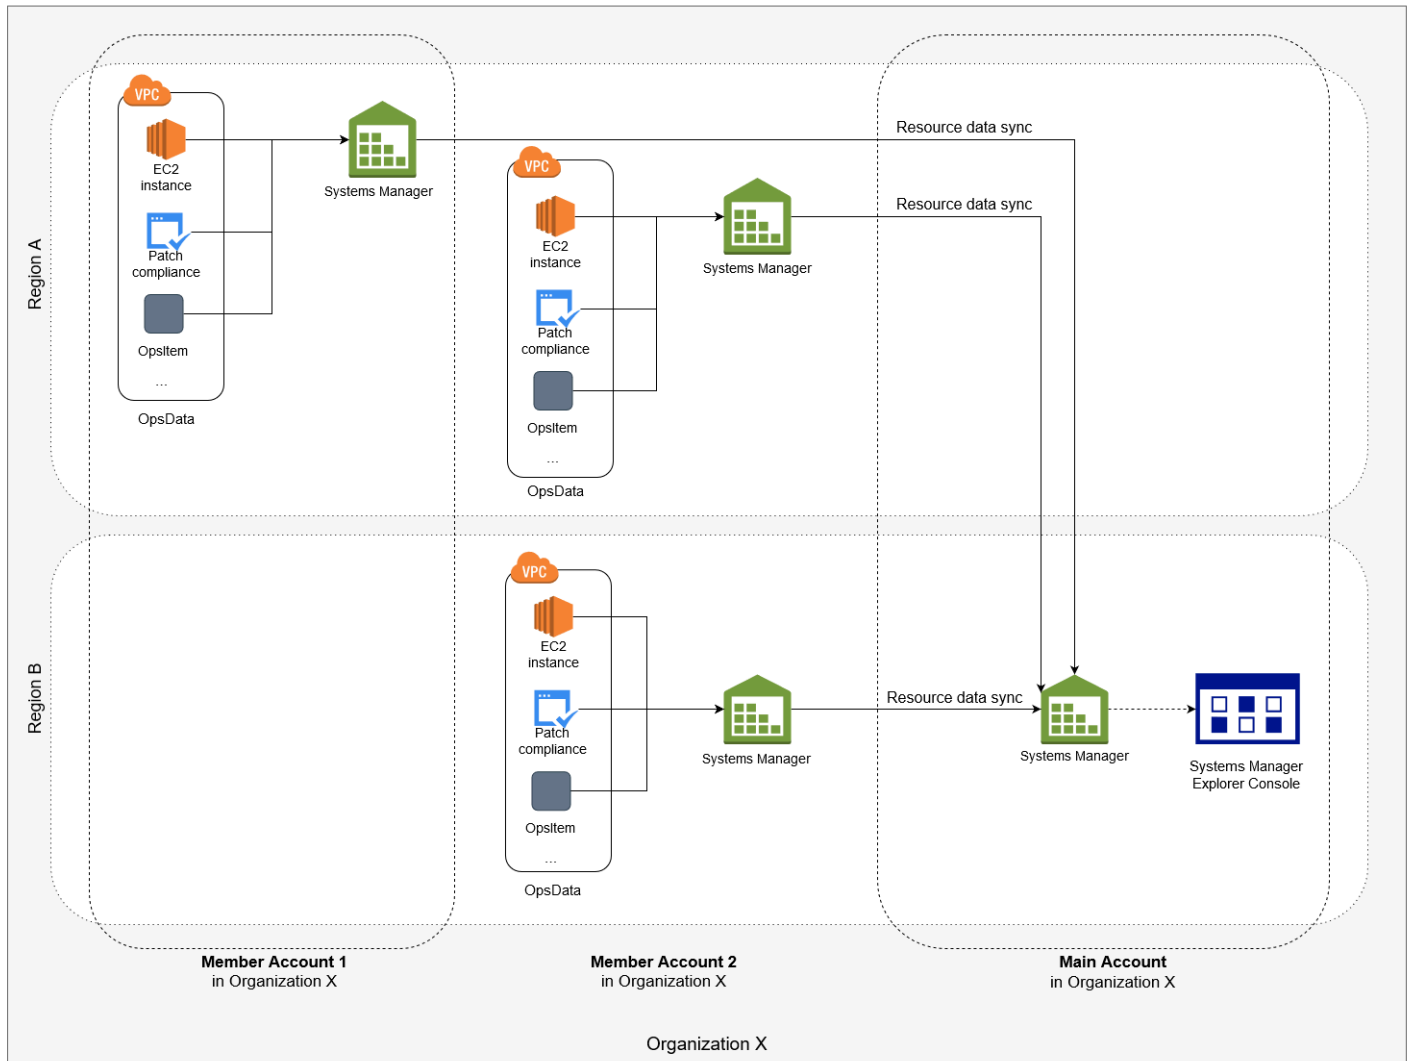 VPC
EC2
instance
Patch
compliance
OpsItem
...
OpsData
Systems Manager
Resource data sync
VPC
EC2
instance
Patch
compliance
OpsItem
...
OpsData
Systems Manager
Resource data sync
Region A
VPC
EC2
instance
Patch
compliance
OpsItem
...
OpsData
Systems Manager
Resource data sync
Systems Manager
Systems Manager
Explorer Console
Region B
Member Account 1
in Organization X
Member Account 2
in Organization X
Main Account
in Organization X
Organization X